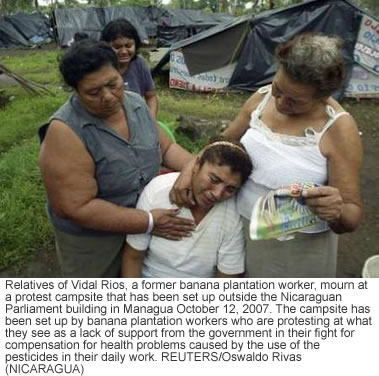 Relatives of Vidal Rios, a former banana plantation worker, mourn at
a protest campsite that has been set up outside the Nicaraguan
Parliament building in Managua October 12, 2007. The campsite has
been set up by banana plantation workers who are protesting at what
they see as a lack of support from the government in their fight for
compensation for health problems caused by the use of the
pesticides in their daily work. REUTERS/Oswaldo Rivas
(NICARAGUA)